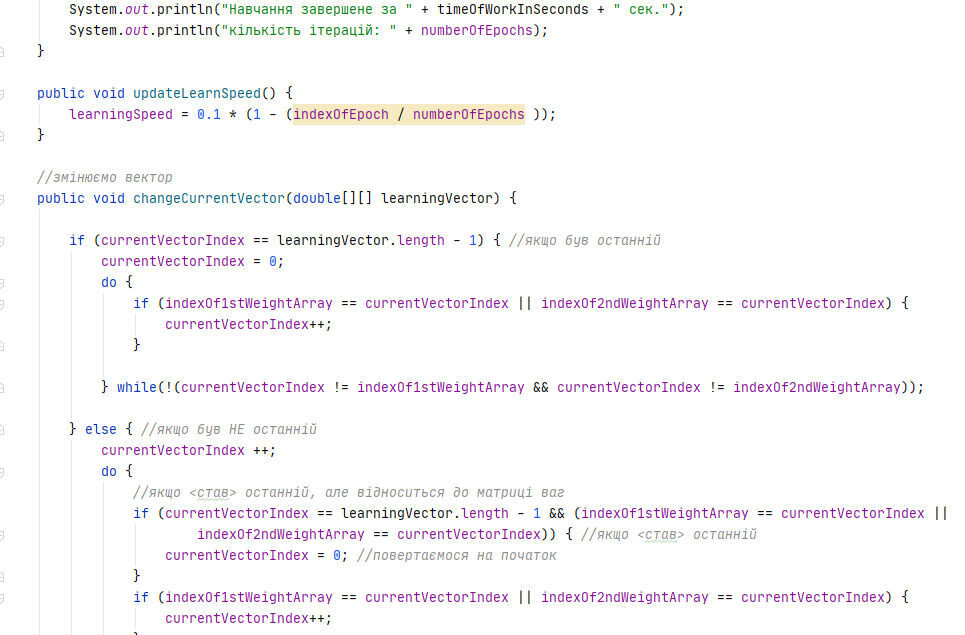 System.out.println("Навчання завершене за " + timeOfWorkInSeconds + " сек.");
System.out.println("кількість ітерацій: " + numberOfEpochs);
}
public void updateLearnSpeed() {
learningSpeed = 0.1 * (1 - (indexOfEpoch / numberOfEpochs ));
}
//змінюємо вектор
public void changeCurrentVector(double[][] learningVector) {
if (currentVectorIndex == learningVector.length - 1) { //якщо був останній
currentVectorIndex = 0;
do {
if (indexOf1stWeightArray == currentVectorIndex || indexOf2ndWeightArray == currentVectorIndex) {
currentVectorIndex++;
}
} while(!(currentVectorIndex != indexOf1stWeightArray && currentVectorIndex != indexOf2ndWeightArray));
} else { //якщо був НЕ останній
currentVectorIndex ++;
do {
//якщо <став> останній, але відноситься до матриці ваг
if (currentVectorIndex == learningVector.length - 1 && (indexOf1stWeightArray == currentVectorIndex ||
indexOf2ndWeightArray == currentVectorIndex)) { //якщо <став> останній
currentVectorIndex = 0; //повертаємося на початок
}
if (indexOf1stWeightArray == currentVectorIndex || indexOf2ndWeightArray == currentVectorIndex) {
currentVectorIndex++;
}